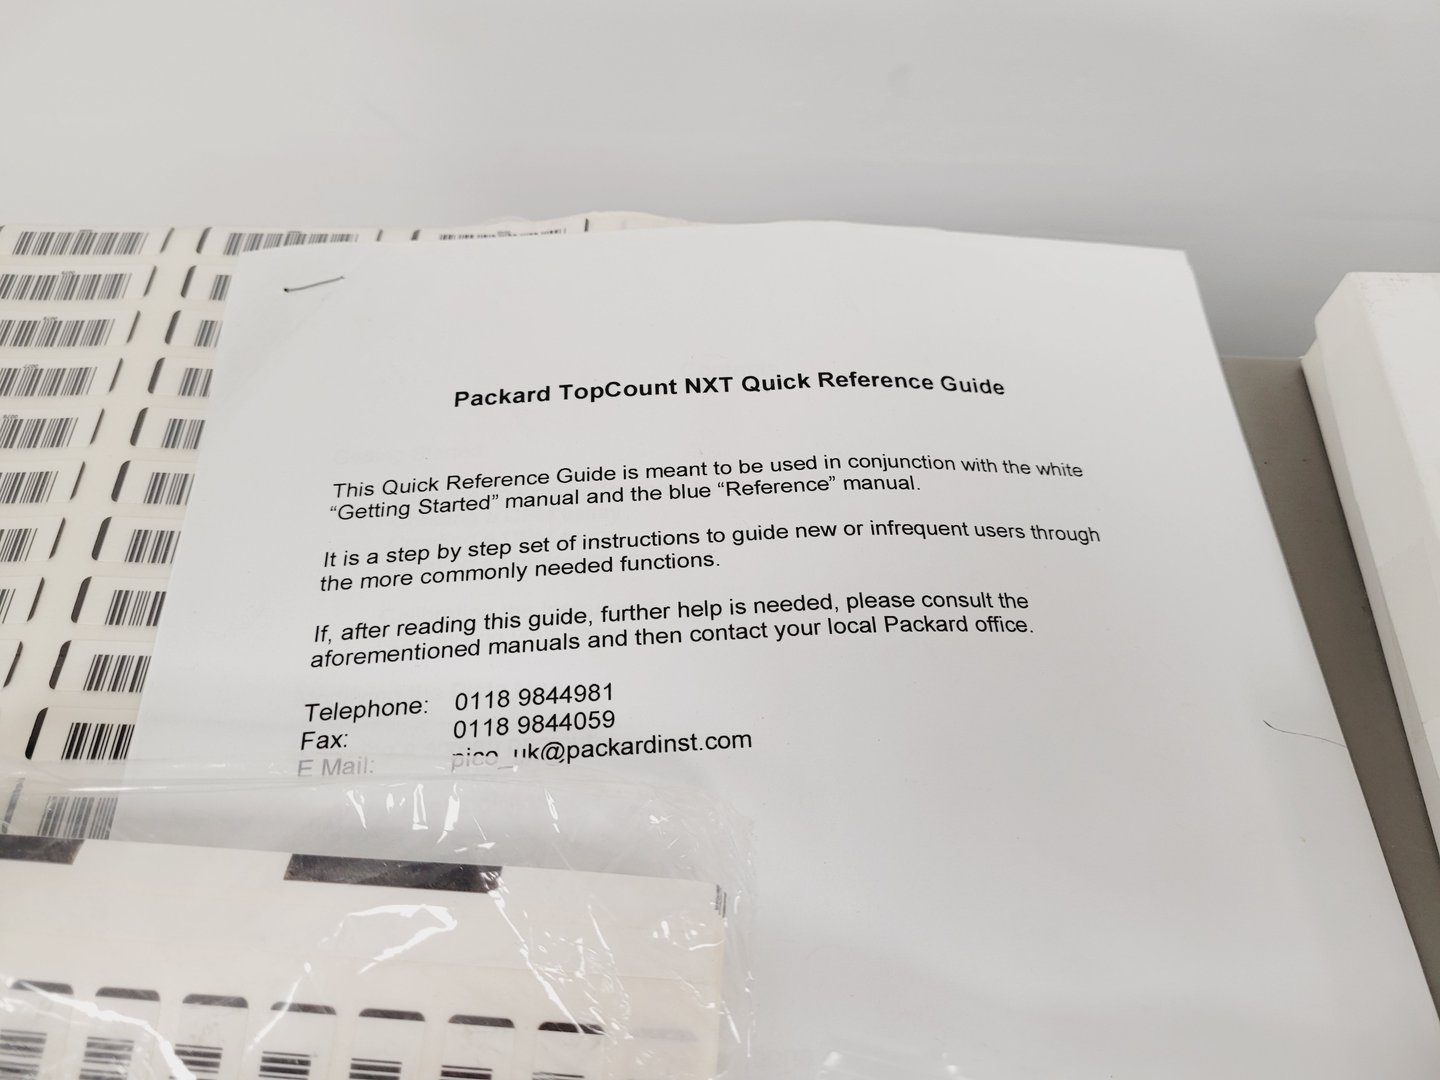 Packard TopCount NXT Quick Reference Guide
This Quick Reference Guide is meant to be used in conjunction with the white
“Getting Started” manual and the blue “Reference” manual.
It is a step by step set of instructions to guide new or infrequent users through
the more commonly needed functions.
If, after reading this guide, further help is needed, please consult the
aforementioned manuals and then contact your local Packard office.
Telephone: 0118 9844981
Fax: 0118 9844059
E Mail: pico_uk@packardinst.com